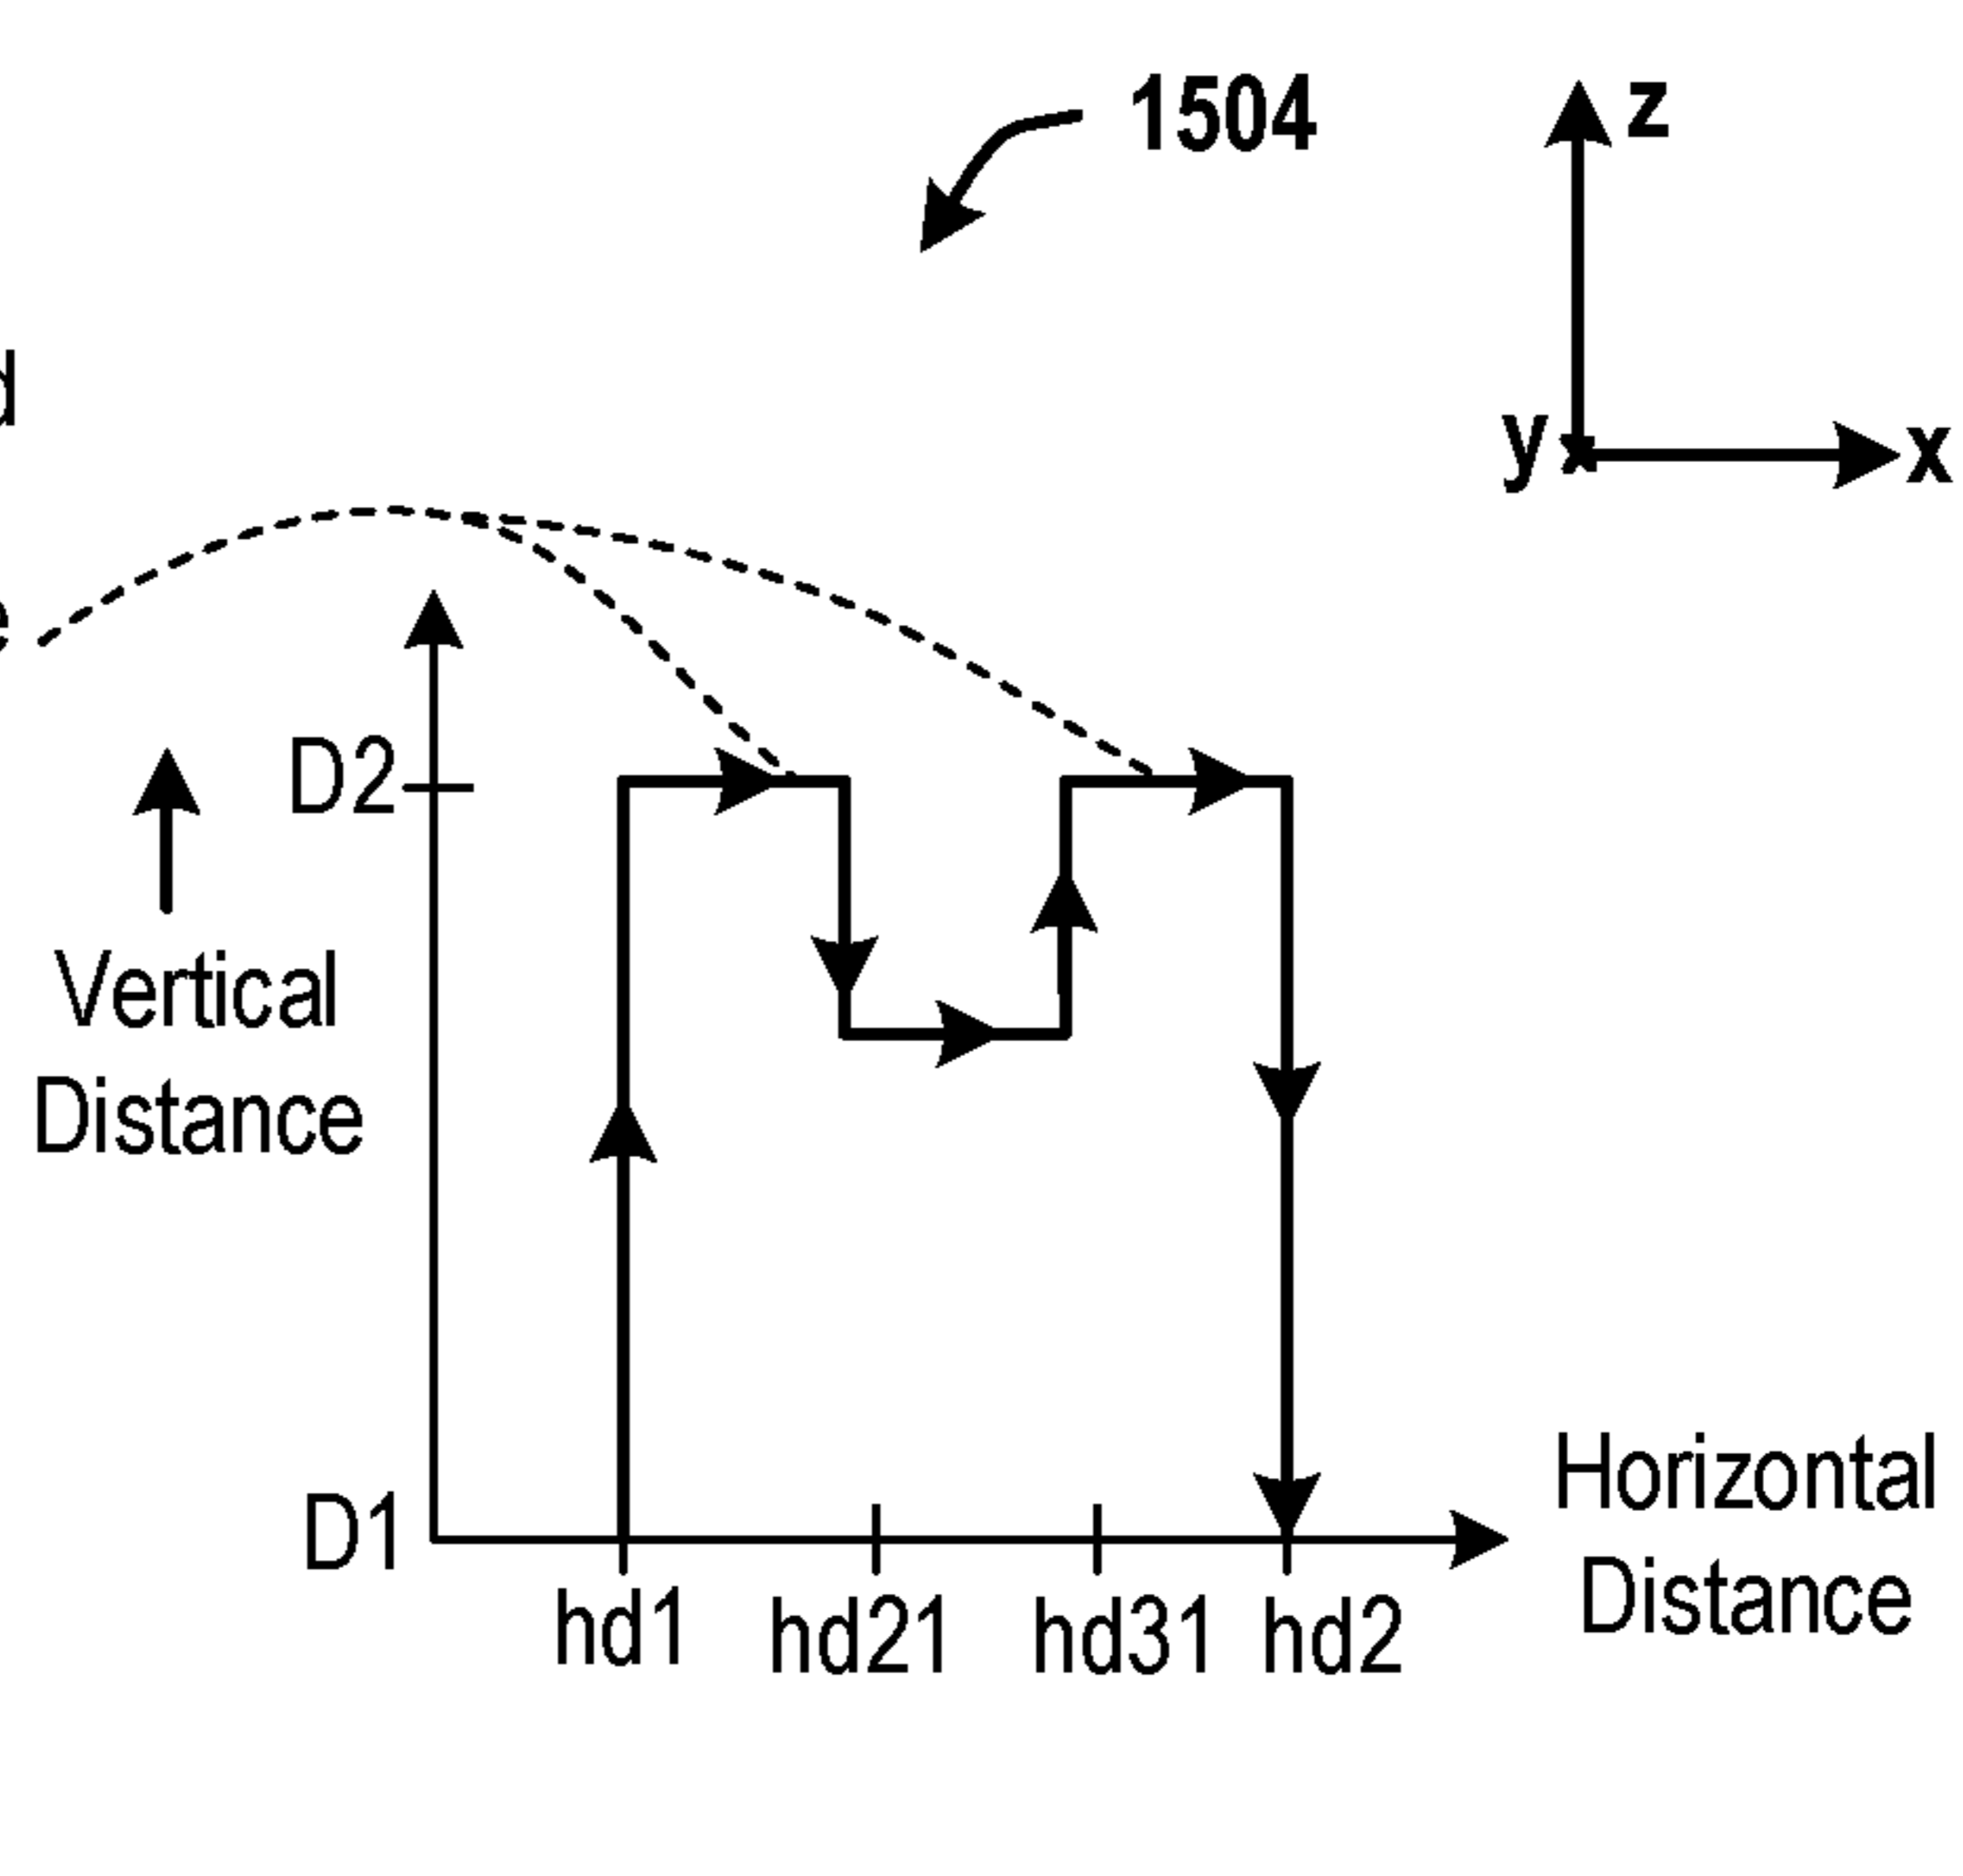 1504
z
y
x
D2
Vertical
Distance
D1
Horizontal
Distance
hd1
hd21
hd31
hd2